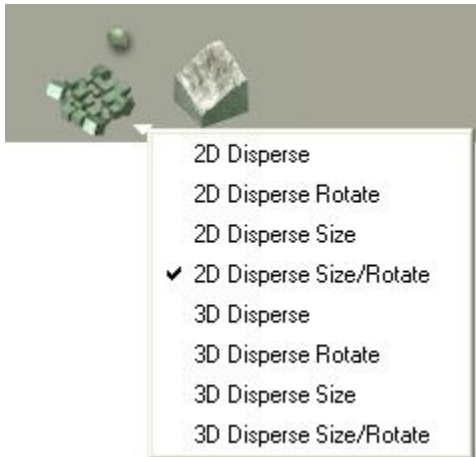 2D Disperse
2D Disperse Rotate
2D Disperse Size
2D Disperse Size/Rotate
3D Disperse
3D Disperse Rotate
3D Disperse Size
3D Disperse Size/Rotate